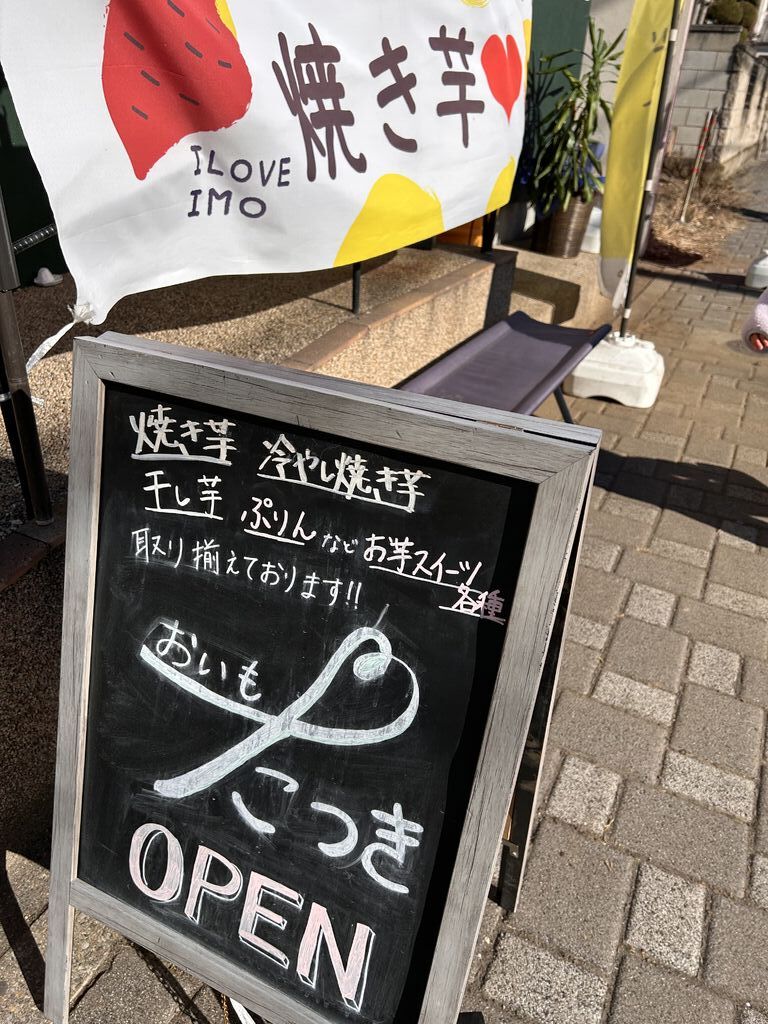 焼き芋
I LOVE
IMO
焼き芋 冷やし焼き芋
干し芋 ぷりん など お芋スイーツ
各種
取り揃えております!!
おいも
こつき
OPEN